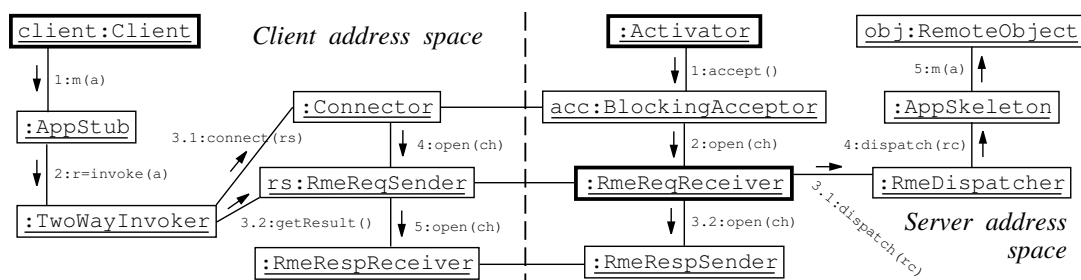 client:Client
Client address space
:Activator
obj:RemoteObject
1:m(a)
1:accept()
5:m(a)
:AppStub
:Connector
acc:BlockingAcceptor
:AppSkeleton
3.1:connect(rs)
4:open(ch)
2:open(ch)
4:dispatch(rc)
2:r=invoke(a)
rs:RmeReqSender
:RmeReqReceiver
:RmeDispatcher
:TwoWayInvoker
3.2:getResult()
5:open(ch)
3.2:open(ch)
3.1:dispatch(rc)
Server address
space
:RmeRespReceiver
:RmeRespSender